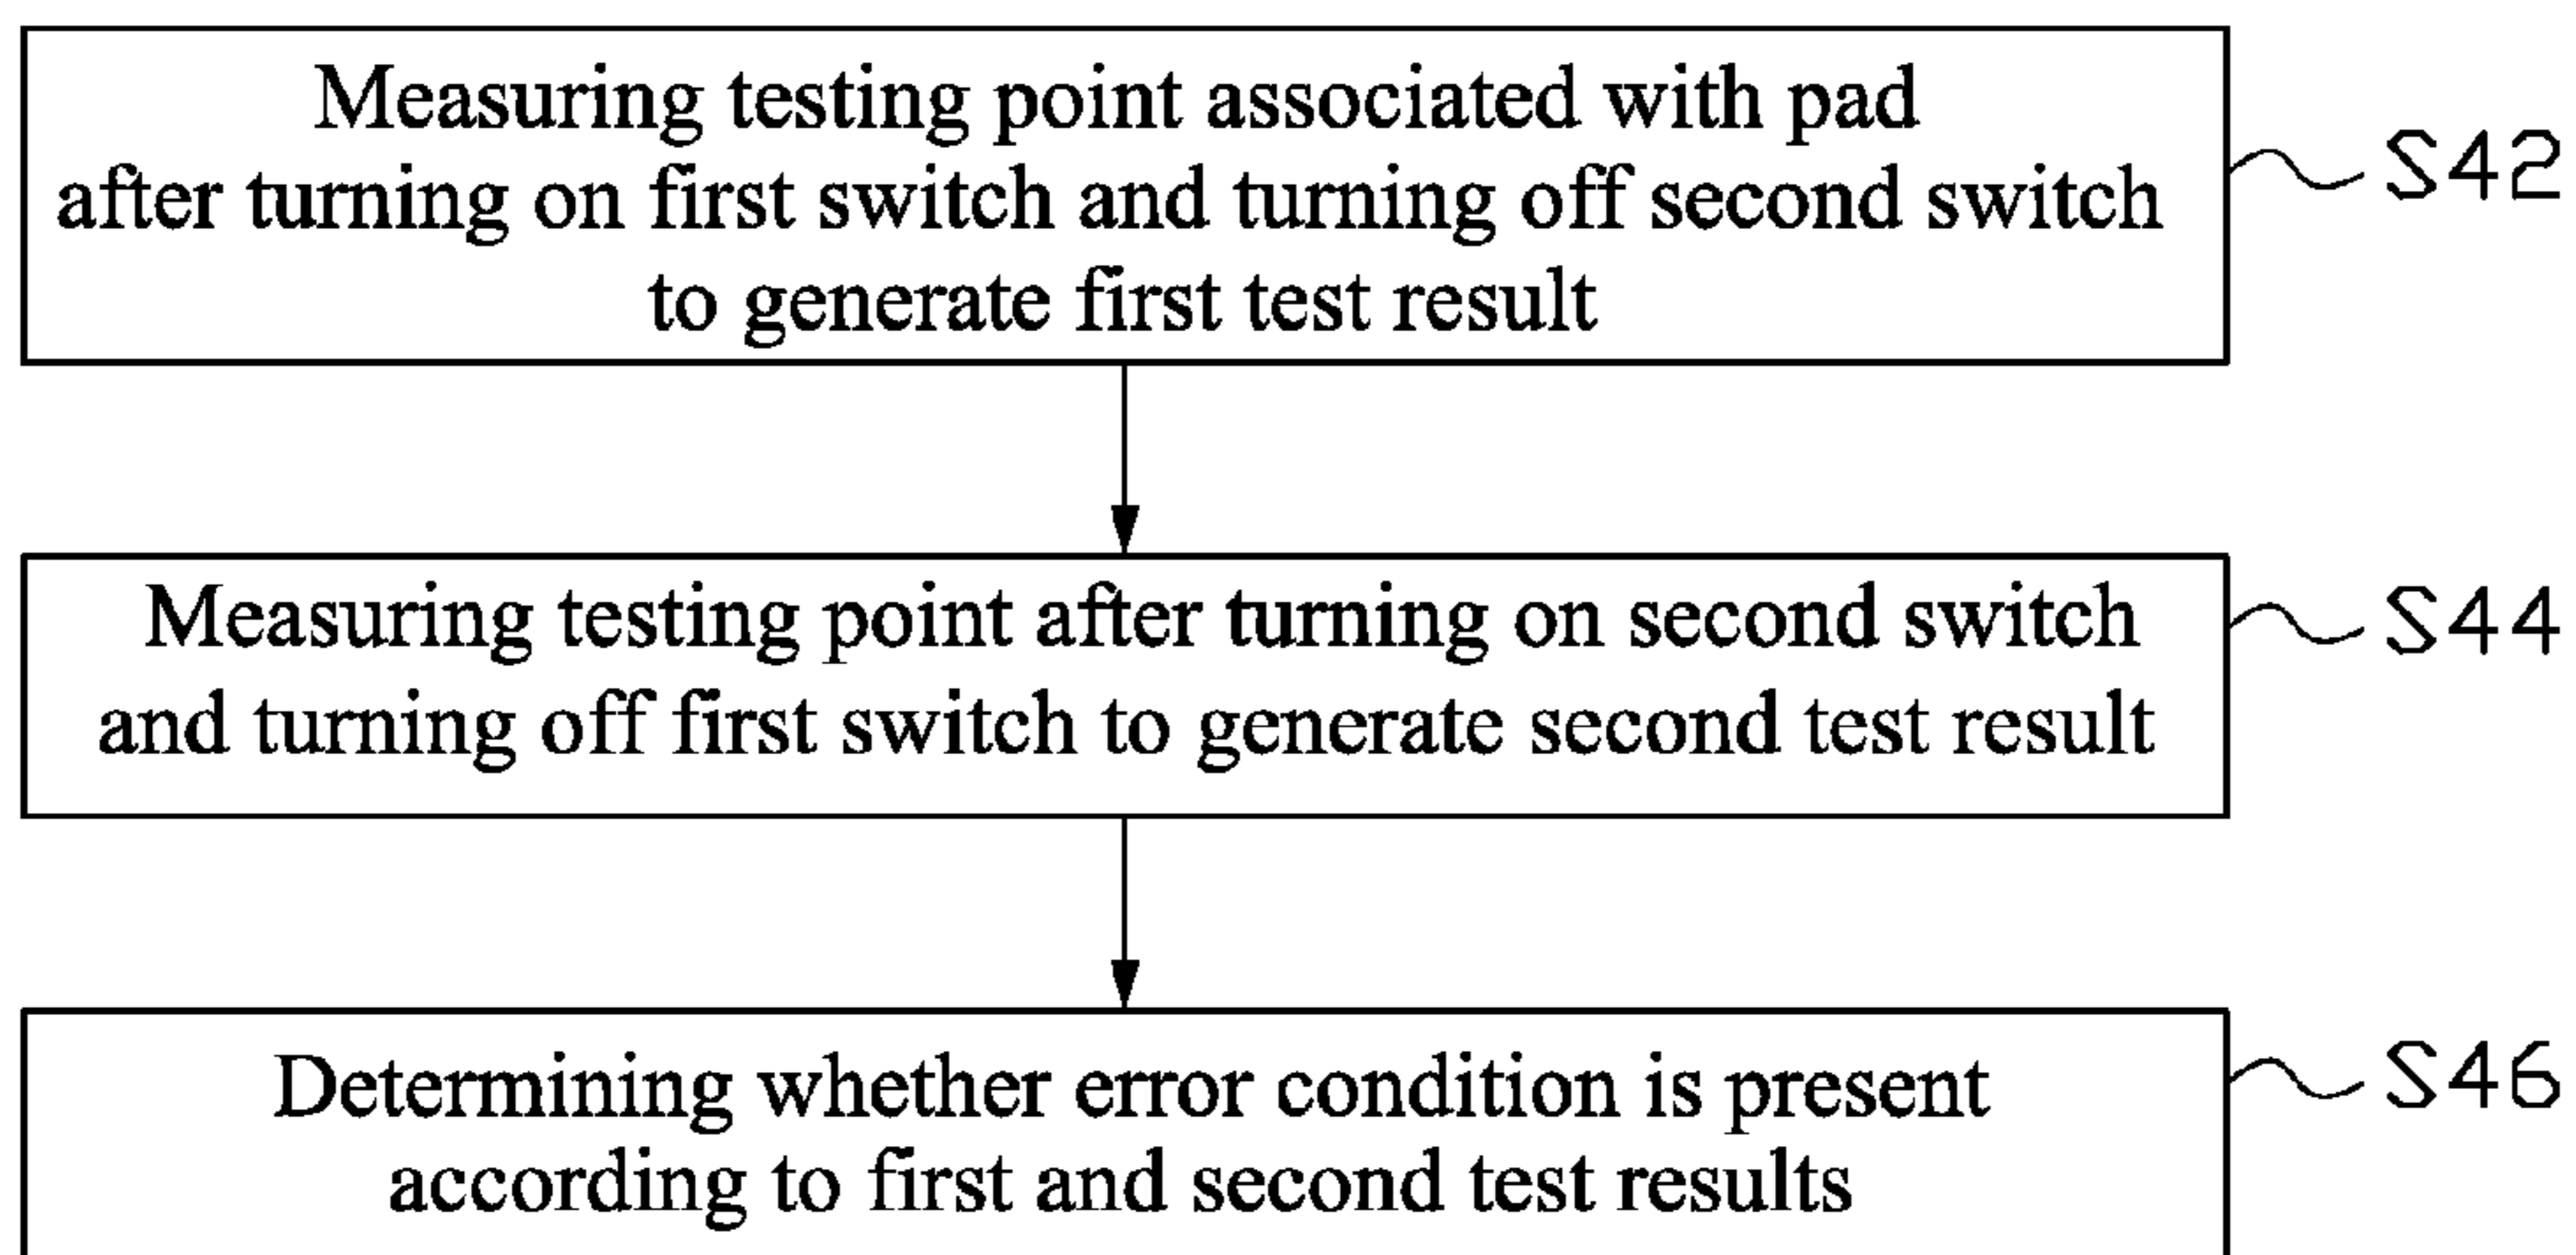 Measuring testing point associated with pad
after turning on first switch and turning off second switch
to generate first test result
S42
Measuring testing point after turning on second switch
and turning off first switch to generate second test result
S44
Determining whether error condition is present
according to first and second test results
S46